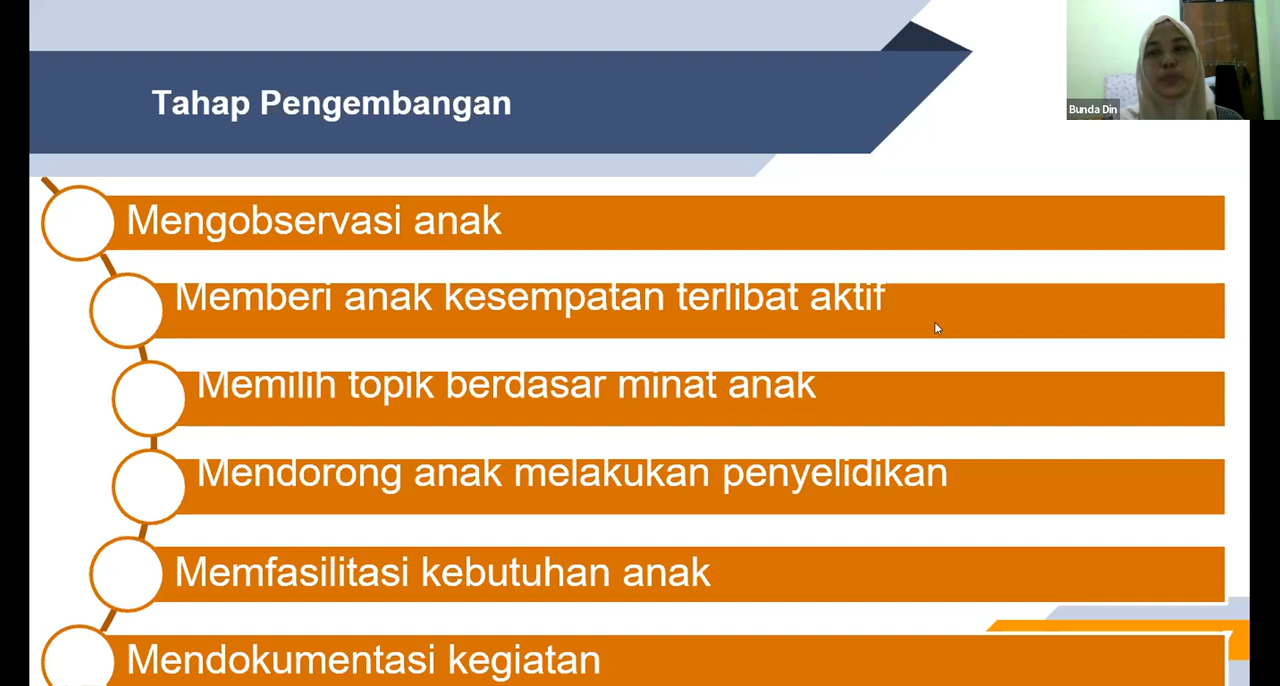 Tahap Pengembangan
Bunda Din
Mengobservasi anak
Memberi anak kesempatan terlibat aktif
Memilih topik berdasar minat anak
Mendorong anak melakukan penyelidikan
Memfasilitasi kebutuhan anak
Mendokumentasi kegiatan